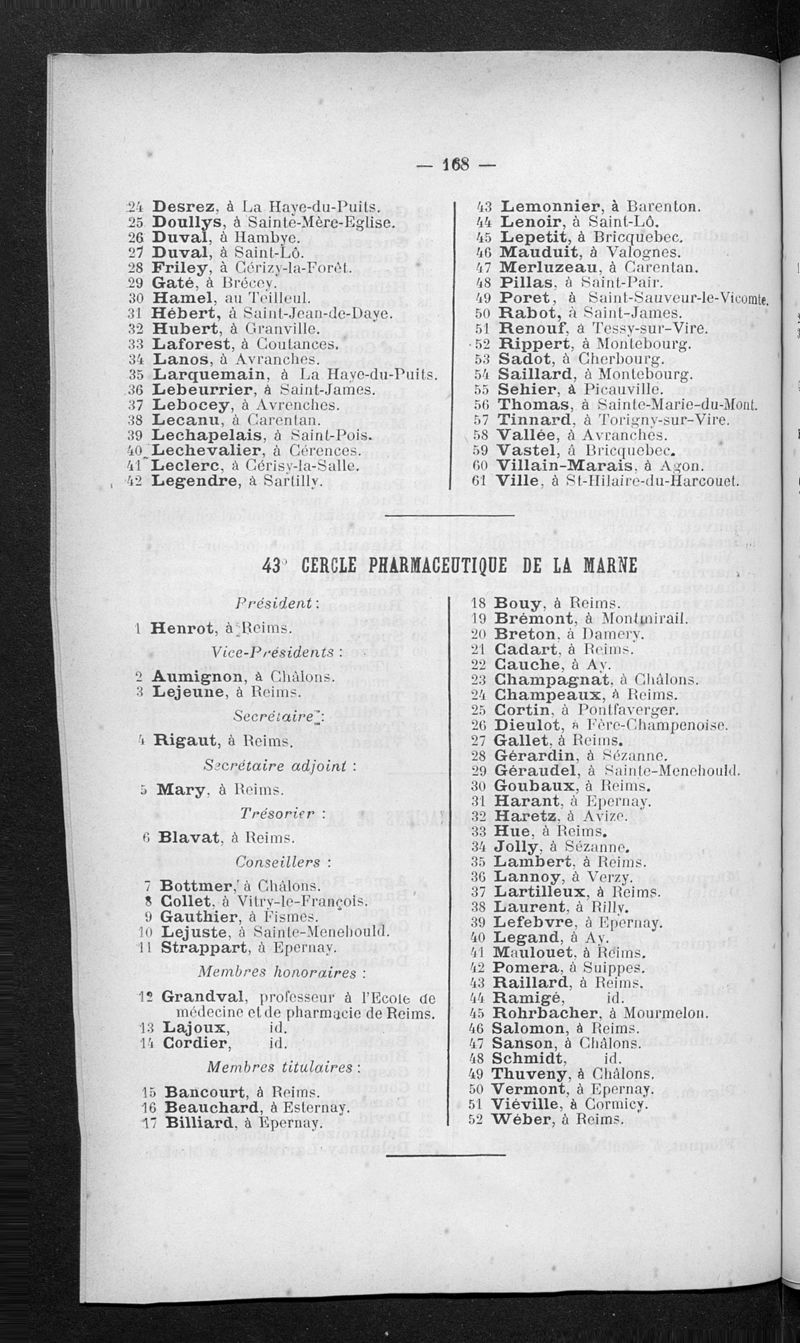 — 168 —
24 Desrez, à La Haye-du-Puits.
25 Doullys, à Sainte-Mère-Eglise.
26 Duval, à Hambye.
27 Duval, à Saint-Lô.
28 Friley, à Cérizy-la-Forêt.
29 Gaté, à Brécey.
30 Hamel, au Teilleul.
31 Hébert, à Saint-Jean-de-Daye.
32 Hubert, à Granville.
33 Laforest, à Coutances.
34 Lanos, à Avranches.
35 Larquemain, à La Haye-du-Puits.
36 Lebeurrier, à Saint-James.
37 Lebocey, à Avrenches.
38 Lecanu, à Carentan.
39 Lechapelais, à Saint-Pois.
40 Lechevalier, à Cérences.
41 Leclerc, à Cérisy-la-Salle.
42 Legendre, à Sartilly.
43 Lemonnier, à Barenton.
44 Lenoir, à Saint-Lô.
45 Lepetit, à Bricquebec.
46 Mauduit, à Valognes.
47 Merluzeau, à Carentan.
48 Pillas, à Saint-Pair.
49 Poret, à Saint-Sauveur-le-Vicomte.
50 Rabot, à Saint-James.
51 Renouf, à Tessy-sur-Vire.
52 Rippert, à Montebourg.
53 Sadot, à Cherbourg.
54 Saillard, à Montebourg.
55 Sehier, à Picauville.
56 Thomas, à Sainte-Marie-du-Mont.
57 Tinnard, à Torigny-sur-Vire.
58 Vallée, à Avranches.
59 Vastel, à Bricquebec.
60 Villain-Marais, à Agon.
61 Ville, à St-Hilaire-du-Harcouet.
43° CERCLE PHARMACEUTIQUE DE LA MARNE
Président :
1 Henrot, à Reims.
Vice-Présidents :
2 Aumignon, à Châlons.
3 Lejeune, à Reims.
Secrétaire :
4 Rigaut, à Reims.
Secrétaire adjoint :
5 Mary, à Reims.
Trésorier :
6 Blavat, à Reims.
Conseillers :
7 Bottmer, à Châlons.
8 Collet, à Vitry-le-François.
9 Gauthier, à Fismes.
10 Lejuste, à Sainte-Menehould.
11 Strappart, à Epernay.
Membres honoraires :
12 Grandval, professeur à l'Ecole de
médecine et de pharmacie de Reims.
13 Lajoux, id.
14 Cordier, id.
Membres titulaires :
15 Bancourt, à Reims.
16 Beauchard, à Esternay.
17 Billiard, à Epernay.
18 Bouy, à Reims.
19 Brémont, à Montmirail.
20 Breton, à Damery.
21 Cadart, à Reims.
22 Cauche, à Ay.
23 Champagnat, à Châlons.
24 Champeaux, à Reims.
25 Cortin, à Pontfaverger.
26 Dieulot, à Fère-Champenoise.
27 Gallet, à Reims.
28 Gérardin, à Sézanne.
29 Géraudel, à Sainte-Menehould.
30 Goubaux, à Reims.
31 Harant, à Epernay.
32 Haretz, à Avize.
33 Hue, à Reims.
34 Jolly, à Sézanne.
35 Lambert, à Reims.
36 Lannoy, à Verzy.
37 Lartilleux, à Reims.
38 Laurent, à Rilly.
39 Lefebvre, à Epernay.
40 Legand, à Ay.
41 Maulouet, à Reims.
42 Pomera, à Suippes.
43 Raillard, à Reims.
44 Ramigé, id.
45 Rohrbacher, à Mourmelon.
46 Salomon, à Reims.
47 Sanson, à Châlons.
48 Schmidt, id.
49 Thuveny, à Châlons.
50 Vermont, à Epernay.
51 Viéville, à Cormicy.
52 Wéber, à Reims.